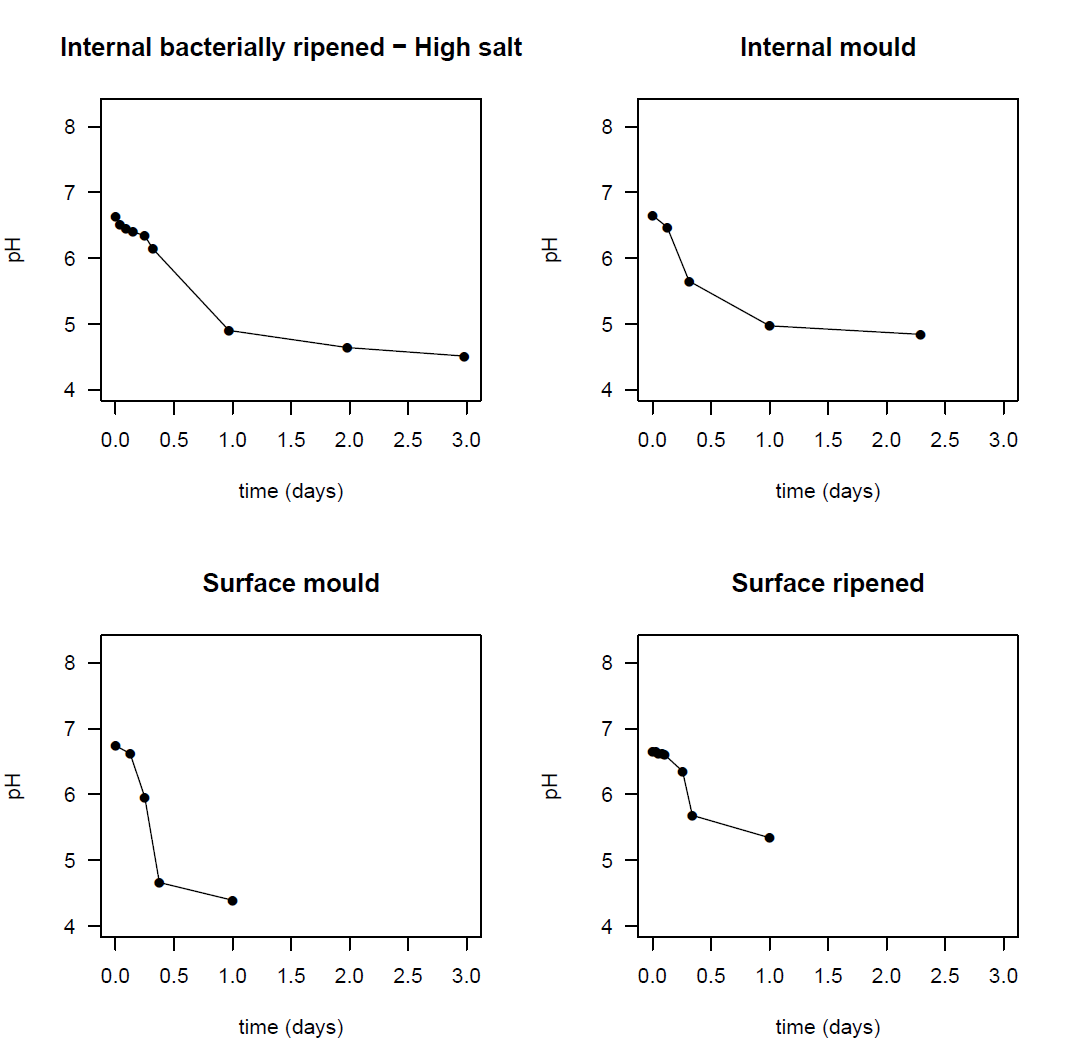 Internal bacterially ripened − High salt
pH
8
7
6
5
4
0.0 0.5 1.0 1.5 2.0 2.5 3.0
time (days)
Internal mould
pH
8
7
6
5
4
0.0 0.5 1.0 1.5 2.0 2.5 3.0
time (days)
Surface mould
pH
8
7
6
5
4
0.0 0.5 1.0 1.5 2.0 2.5 3.0
time (days)
Surface ripened
pH
8
7
6
5
4
0.0 0.5 1.0 1.5 2.0 2.5 3.0
time (days)